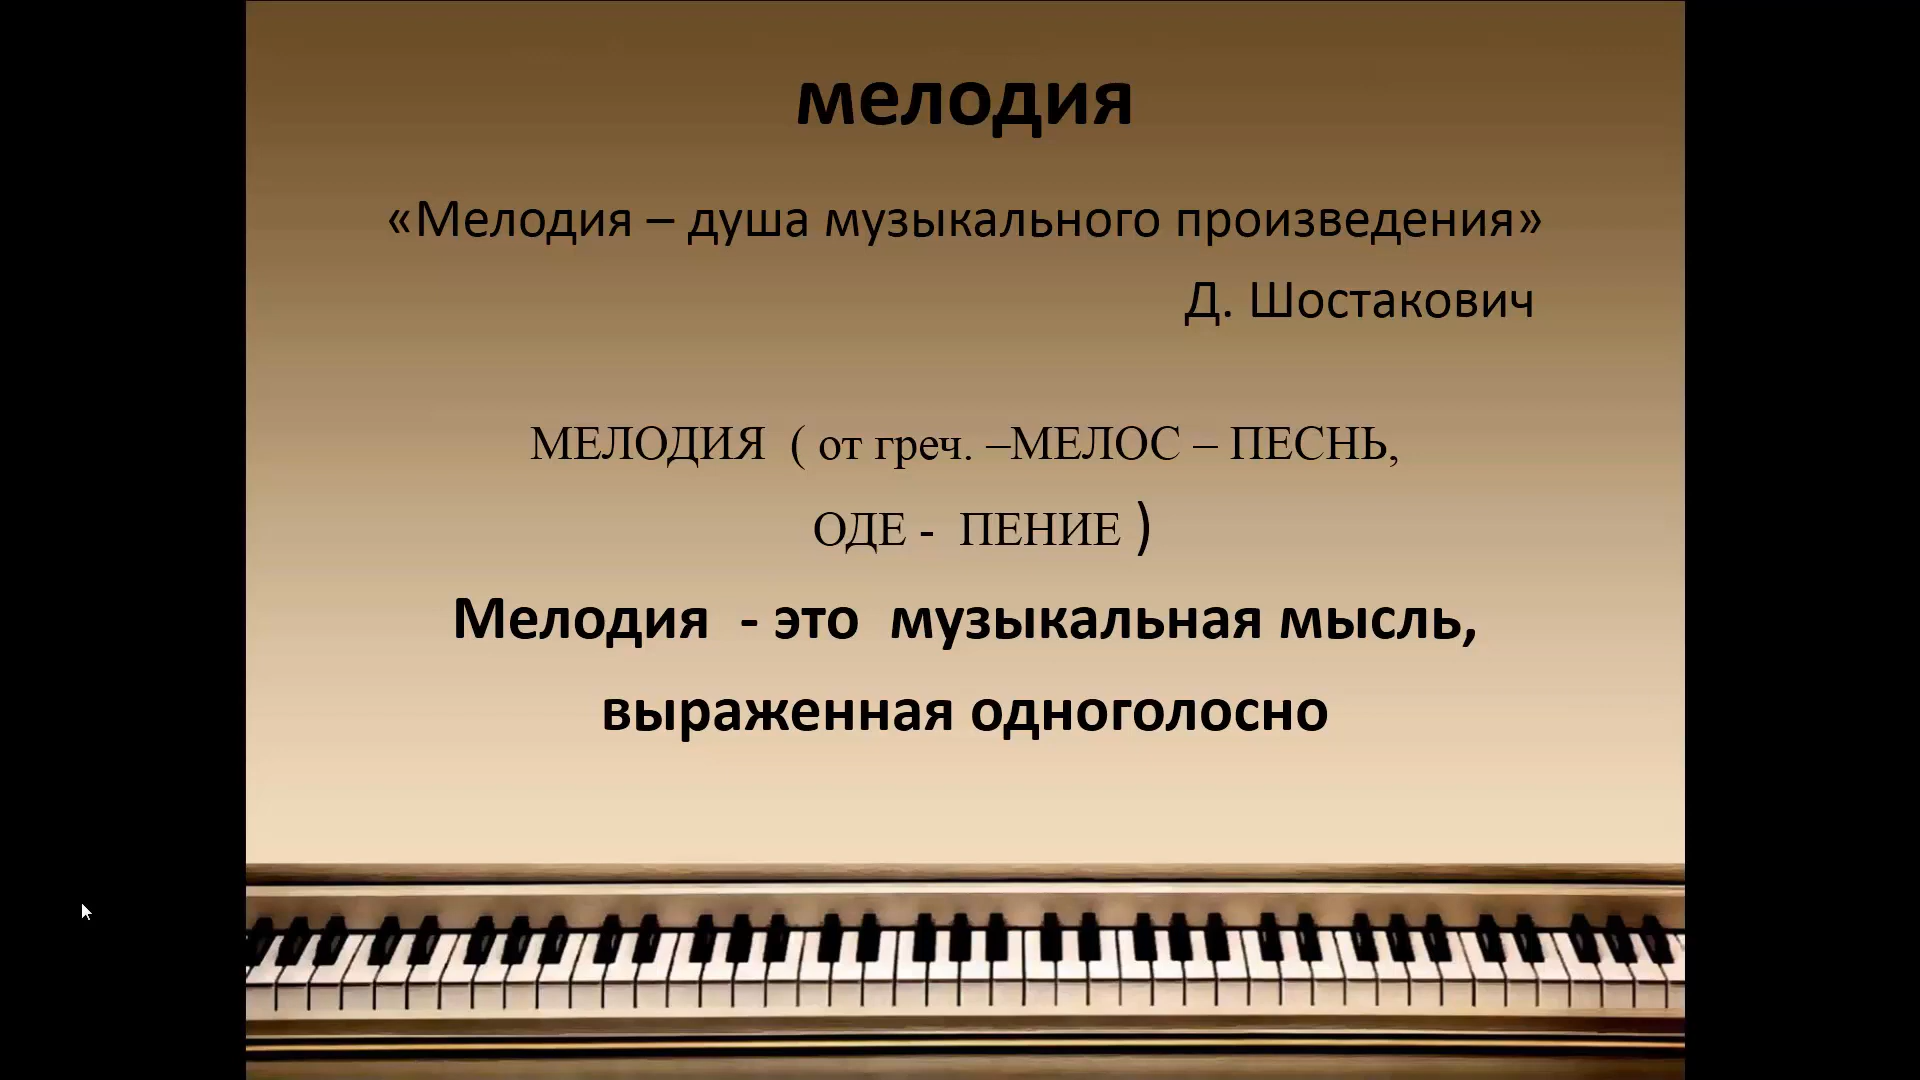 мелодия
«Мелодия – душа музыкального произведения»
Д. Шостакович
МЕЛОДИЯ ( от греч. –МЕЛОС – ПЕСНЬ,
ОДЕ - ПЕНИЕ )
Мелодия - это музыкальная мысль,
выраженная одноголосно